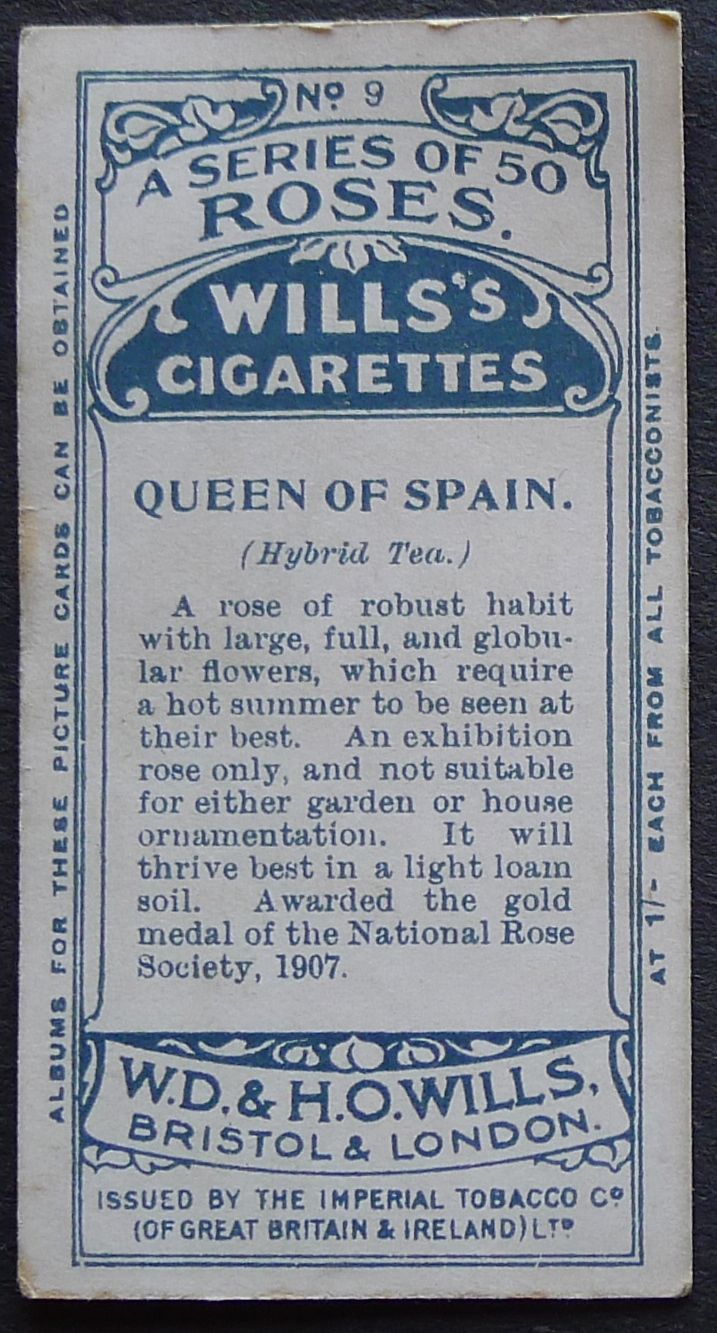 Nº 9
A SERIES OF 50
ROSES.
WILLS'S
CIGARETTES
QUEEN OF SPAIN.
(Hybrid Tea.)
A rose of robust habit
with large, full, and globu-
lar flowers, which require
a hot summer to be seen at
their best. An exhibition
rose only, and not suitable
for either garden or house
ornamentation. It will
thrive best in a light loam
soil. Awarded the gold
medal of the National Rose
Society, 1907.
W.D. & H.O. WILLS,
BRISTOL & LONDON.
ISSUED BY THE IMPERIAL TOBACCO Cº
(OF GREAT BRITAIN & IRELAND) LTD
ALBUMS FOR THESE PICTURE CARDS CAN BE OBTAINED
AT 1/- EACH FROM ALL TOBACCONISTS.